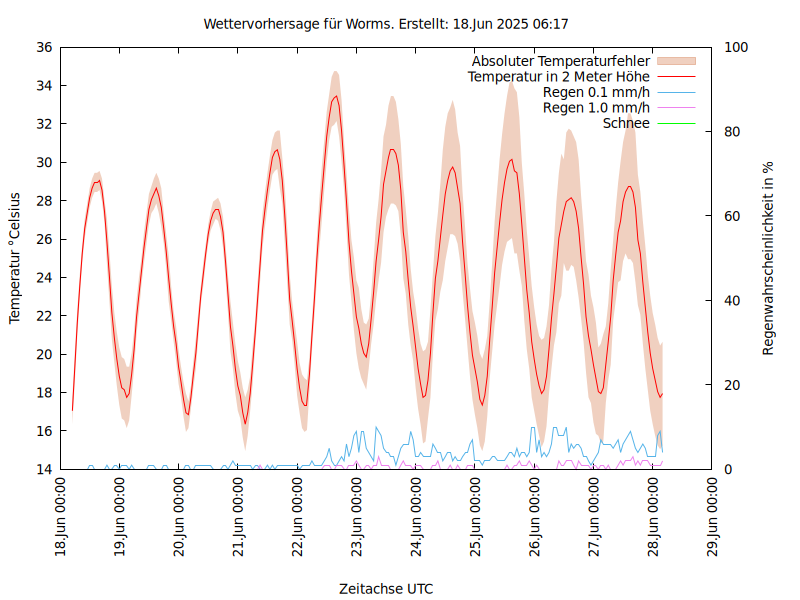 Wettervorhersage für Worms. Erstellt: 18.Jun 2025 06:17
Absoluter Temperaturfehler
Temperatur in 2 Meter Höhe
Regen 0.1 mm/h
Regen 1.0 mm/h
Schnee
Temperatur °Celsius
36
34
32
30
28
26
24
22
20
18
16
14
100
80
60
40
20
0
Regenwahrscheinlichkeit in %
18.Jun 00:00
19.Jun 00:00
20.Jun 00:00
21.Jun 00:00
22.Jun 00:00
23.Jun 00:00
24.Jun 00:00
25.Jun 00:00
26.Jun 00:00
27.Jun 00:00
28.Jun 00:00
29.Jun 00:00
Zeitachse UTC